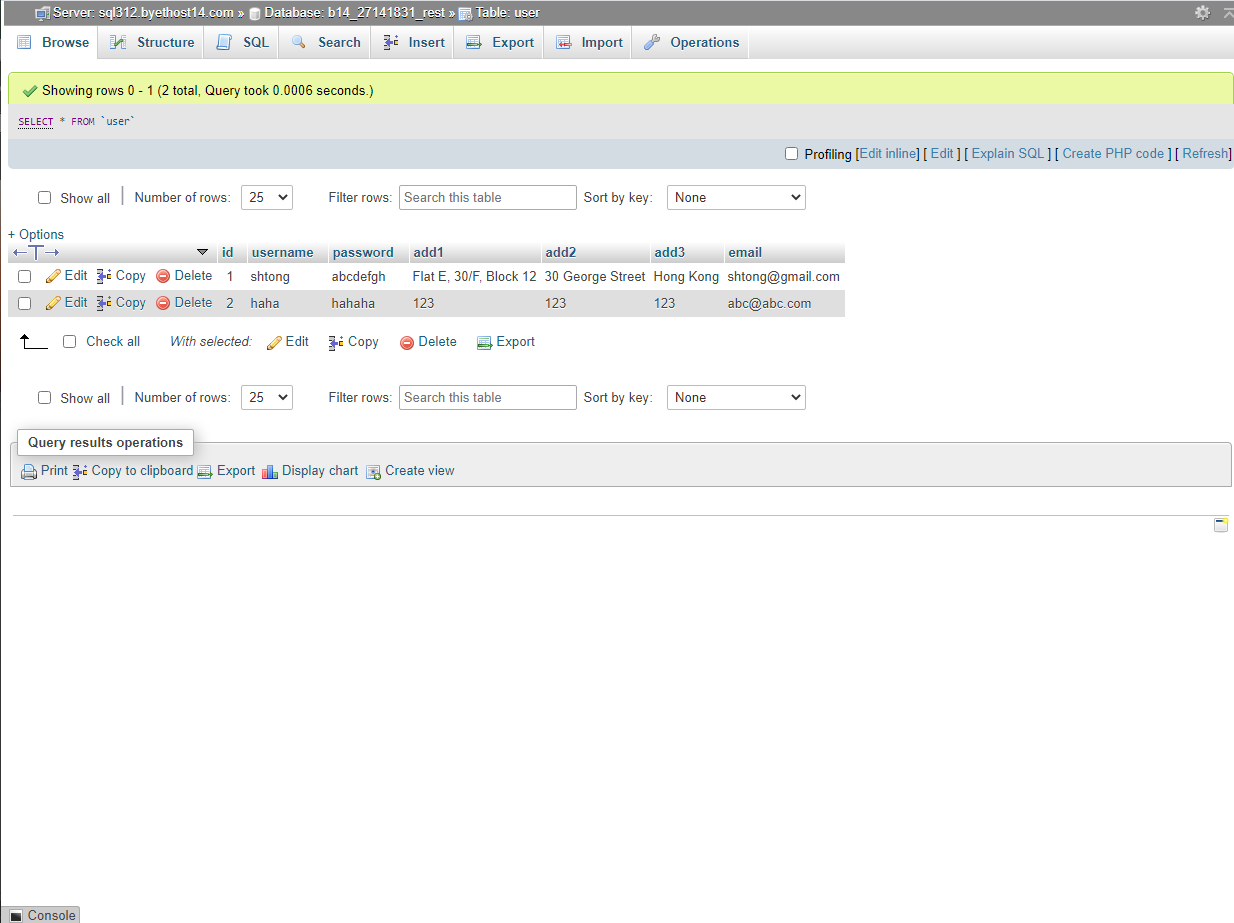 Server: sql312.byethost14.com » Database: b14_27141831_rest » Table: user
Browse Structure SQL Search Insert Export Import Operations
Showing rows 0 - 1 (2 total, Query took 0.0006 seconds.)
SELECT * FROM `user`
Profiling [Edit inline] [ Edit ] [ Explain SQL ] [ Create PHP code ] [ Refresh]
Show all Number of rows: 25 Filter rows: Search this table Sort by key: None
+ Options
←T→ id username password add1 add2 add3 email
Edit Copy Delete 1 shtong abcdefgh Flat E, 30/F, Block 12 30 George Street Hong Kong shtong@gmail.com
Edit Copy Delete 2 haha hahaha 123 123 123 abc@abc.com
Check all With selected: Edit Copy Delete Export
Show all Number of rows: 25 Filter rows: Search this table Sort by key: None
Query results operations
Print Copy to clipboard Export Display chart Create view
Console